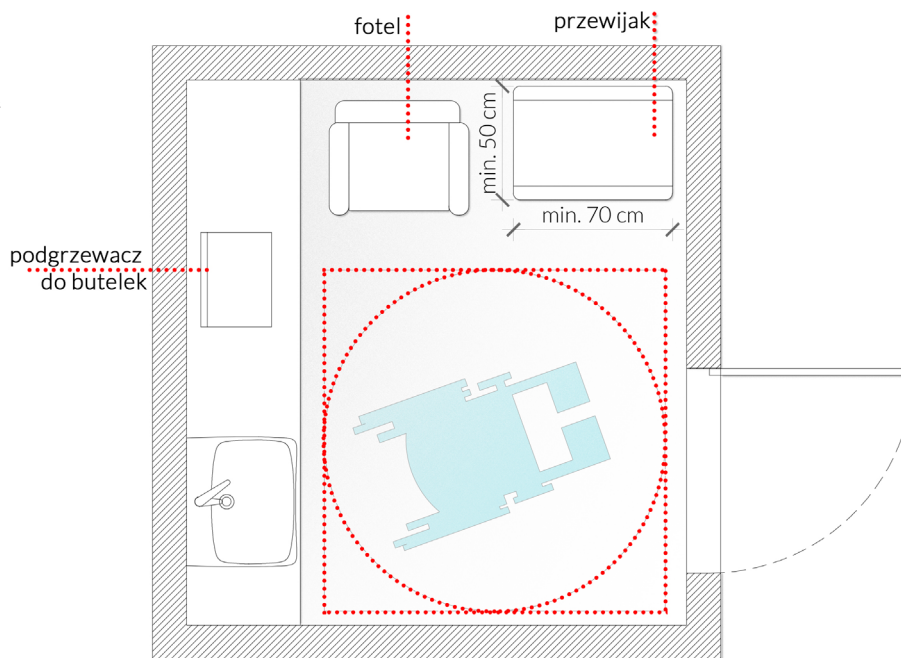 fotel
przewijak
min. 50 cm
min. 70 cm
podgrzewacz
do butelek